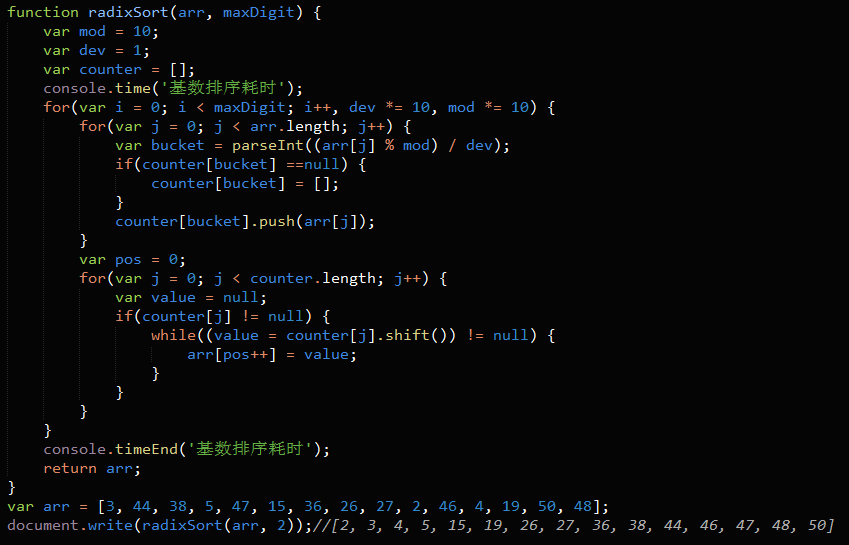 function radixSort(arr, maxDigit) {
    var mod = 10;
    var dev = 1;
    var counter = [];
    console.time('基数排序耗时');
    for(var i = 0; i < maxDigit; i++, dev *= 10, mod *= 10) {
        for(var j = 0; j < arr.length; j++) {
            var bucket = parseInt((arr[j] % mod) / dev);
            if(counter[bucket] ==null) {
                counter[bucket] = [];
            }
            counter[bucket].push(arr[j]);
        }
        var pos = 0;
        for(var j = 0; j < counter.length; j++) {
            var value = null;
            if(counter[j] != null) {
                while((value = counter[j].shift()) != null) {
                    arr[pos++] = value;
                }
            }
        }
    }
    console.timeEnd('基数排序耗时');
    return arr;
}
var arr = [3, 44, 38, 5, 47, 15, 36, 26, 27, 2, 46, 4, 19, 50, 48];
document.write(radixSort(arr, 2));//[2, 3, 4, 5, 15, 19, 26, 27, 36, 38, 44, 46, 47, 48, 50]